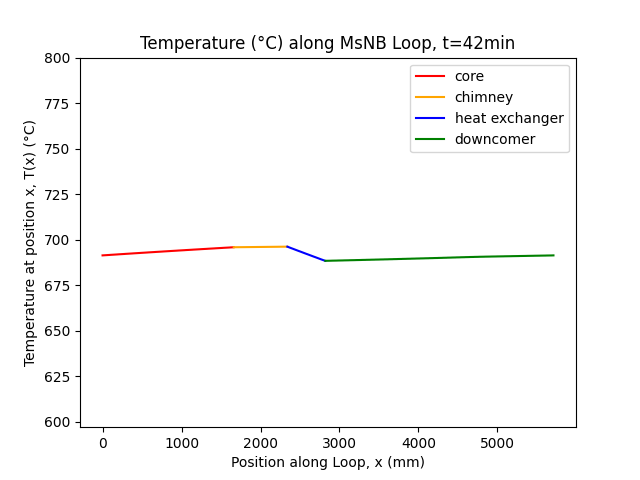 Temperature (°C) along MsNB Loop, t=42min
800
775
750
725
700
675
650
625
600
Temperature at position x, T(x) (°C)
core
chimney
heat exchanger
downcomer
0 1000 2000 3000 4000 5000
Position along Loop, x (mm)